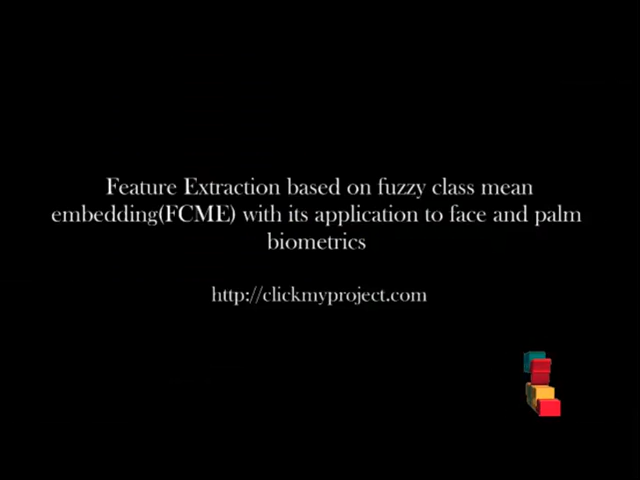 Feature Extraction based on fuzzy class mean
embedding(FCME) with its application to face and palm
biometrics
http://clickmyproject.com